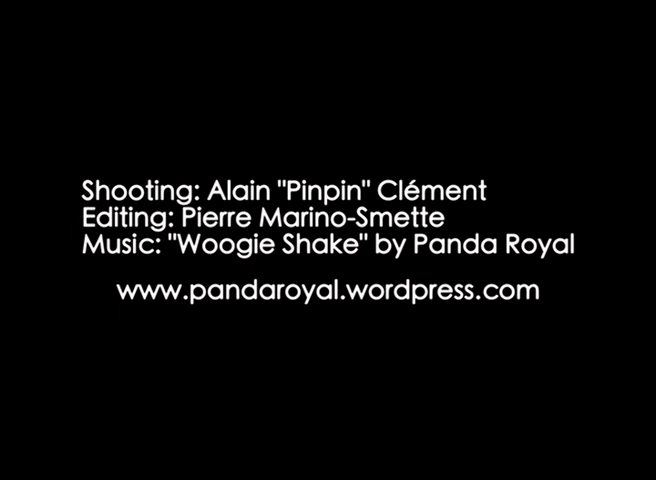 Shooting: Alain "Pinpin" Clément
Editing: Pierre Marino-Smette
Music: "Woogie Shake" by Panda Royal
www.pandaroyal.wordpress.com